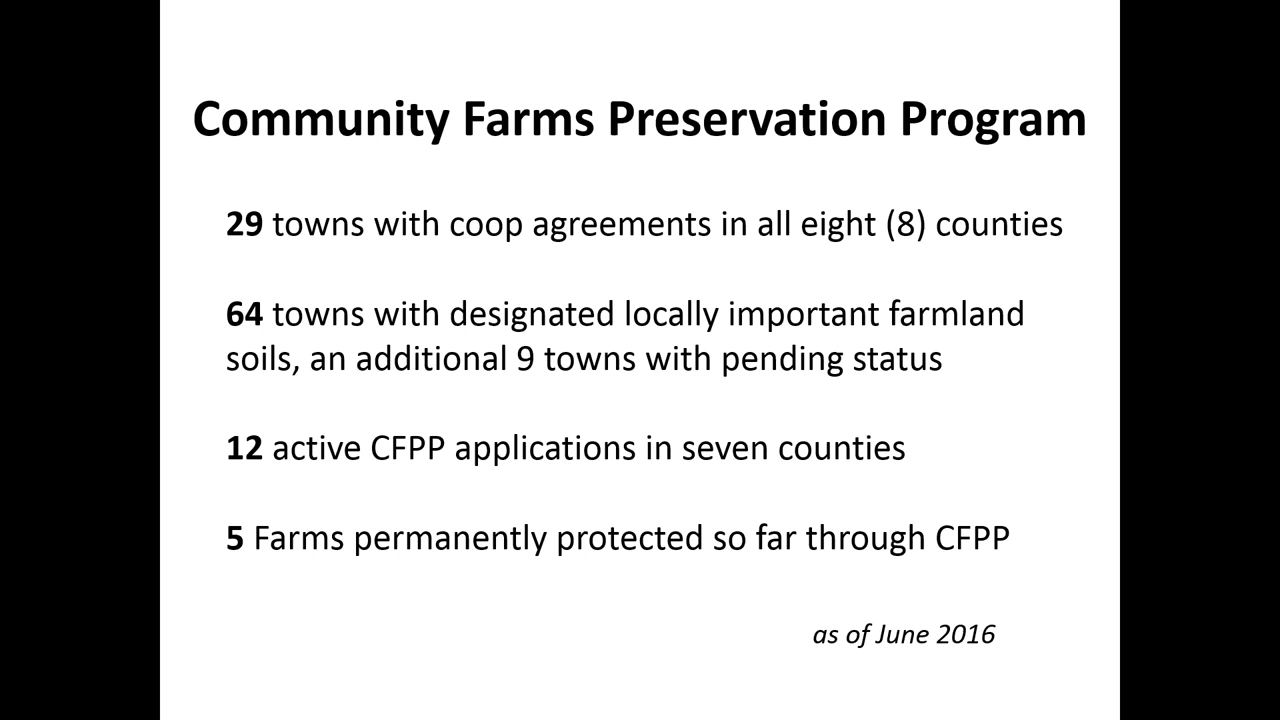 Community Farms Preservation Program
29 towns with coop agreements in all eight (8) counties
64 towns with designated locally important farmland
soils, an additional 9 towns with pending status
12 active CFPP applications in seven counties
5 Farms permanently protected so far through CFPP
as of June 2016